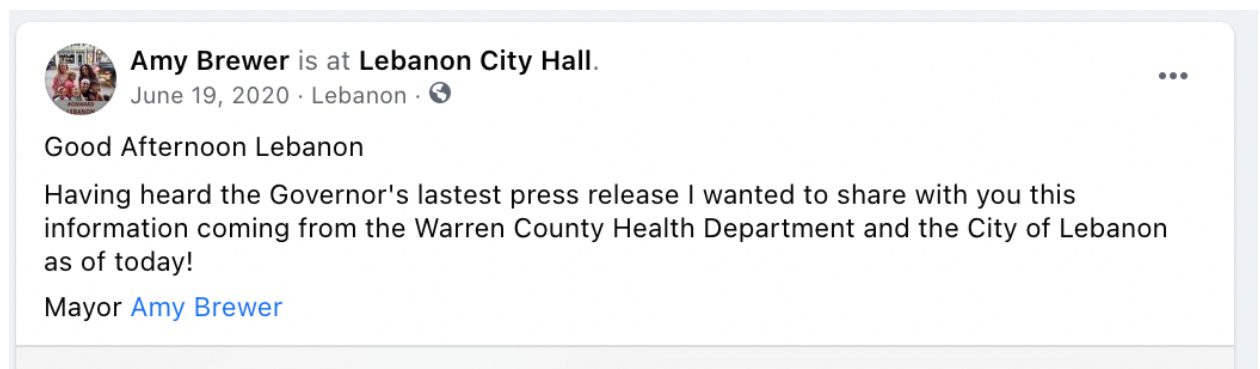 Amy Brewer is at Lebanon City Hall.
June 19, 2020 · Lebanon ·
Good Afternoon Lebanon
Having heard the Governor's lastest press release I wanted to share with you this
information coming from the Warren County Health Department and the City of Lebanon
as of today!
Mayor Amy Brewer
#ONWARD
LEBANON